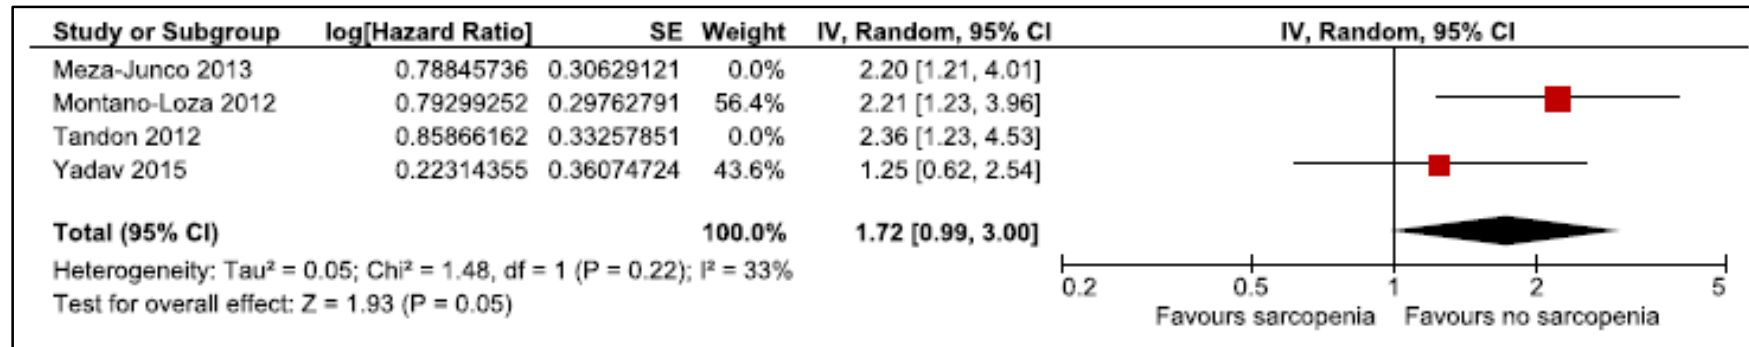 Study or Subgroup log[Hazard Ratio] SE Weight IV, Random, 95% CI IV, Random, 95% CI
Meza-Junco 2013 0.78845736 0.30629121 0.0% 2.20 [1.21, 4.01]
Montano-Loza 2012 0.79299252 0.29762791 56.4% 2.21 [1.23, 3.96]
Tandon 2012 0.85866162 0.33257851 0.0% 2.36 [1.23, 4.53]
Yadav 2015 0.22314355 0.36074724 43.6% 1.25 [0.62, 2.54]
Total (95% CI) 100.0% 1.72 [0.99, 3.00]
Heterogeneity: Tau² = 0.05; Chi² = 1.48, df = 1 (P = 0.22); I² = 33%
Test for overall effect: Z = 1.93 (P = 0.05)
0.2 0.5 1 2 5
Favours sarcopenia Favours no sarcopenia